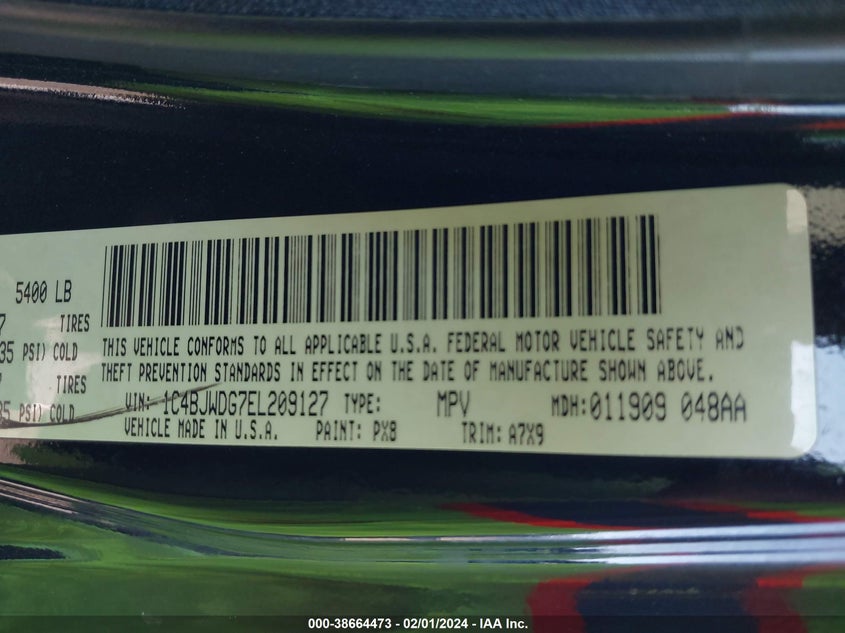 5400 LB
7 TIRES
35 PSI) COLD
TIRES
35 PSI) COLD
THIS VEHICLE CONFORMS TO ALL APPLICABLE U.S.A. FEDERAL MOTOR VEHICLE SAFETY AND
THEFT PREVENTION STANDARDS IN EFFECT ON THE DATE OF MANUFACTURE SHOWN ABOVE.
VIN: 1C4BJWDG7EL209127 TYPE: MPV MDH:011909 048AA
VEHICLE MADE IN U.S.A. PAINT: PX8 TRIM: A7X9
000-38664473 - 02/01/2024 - IAA Inc.